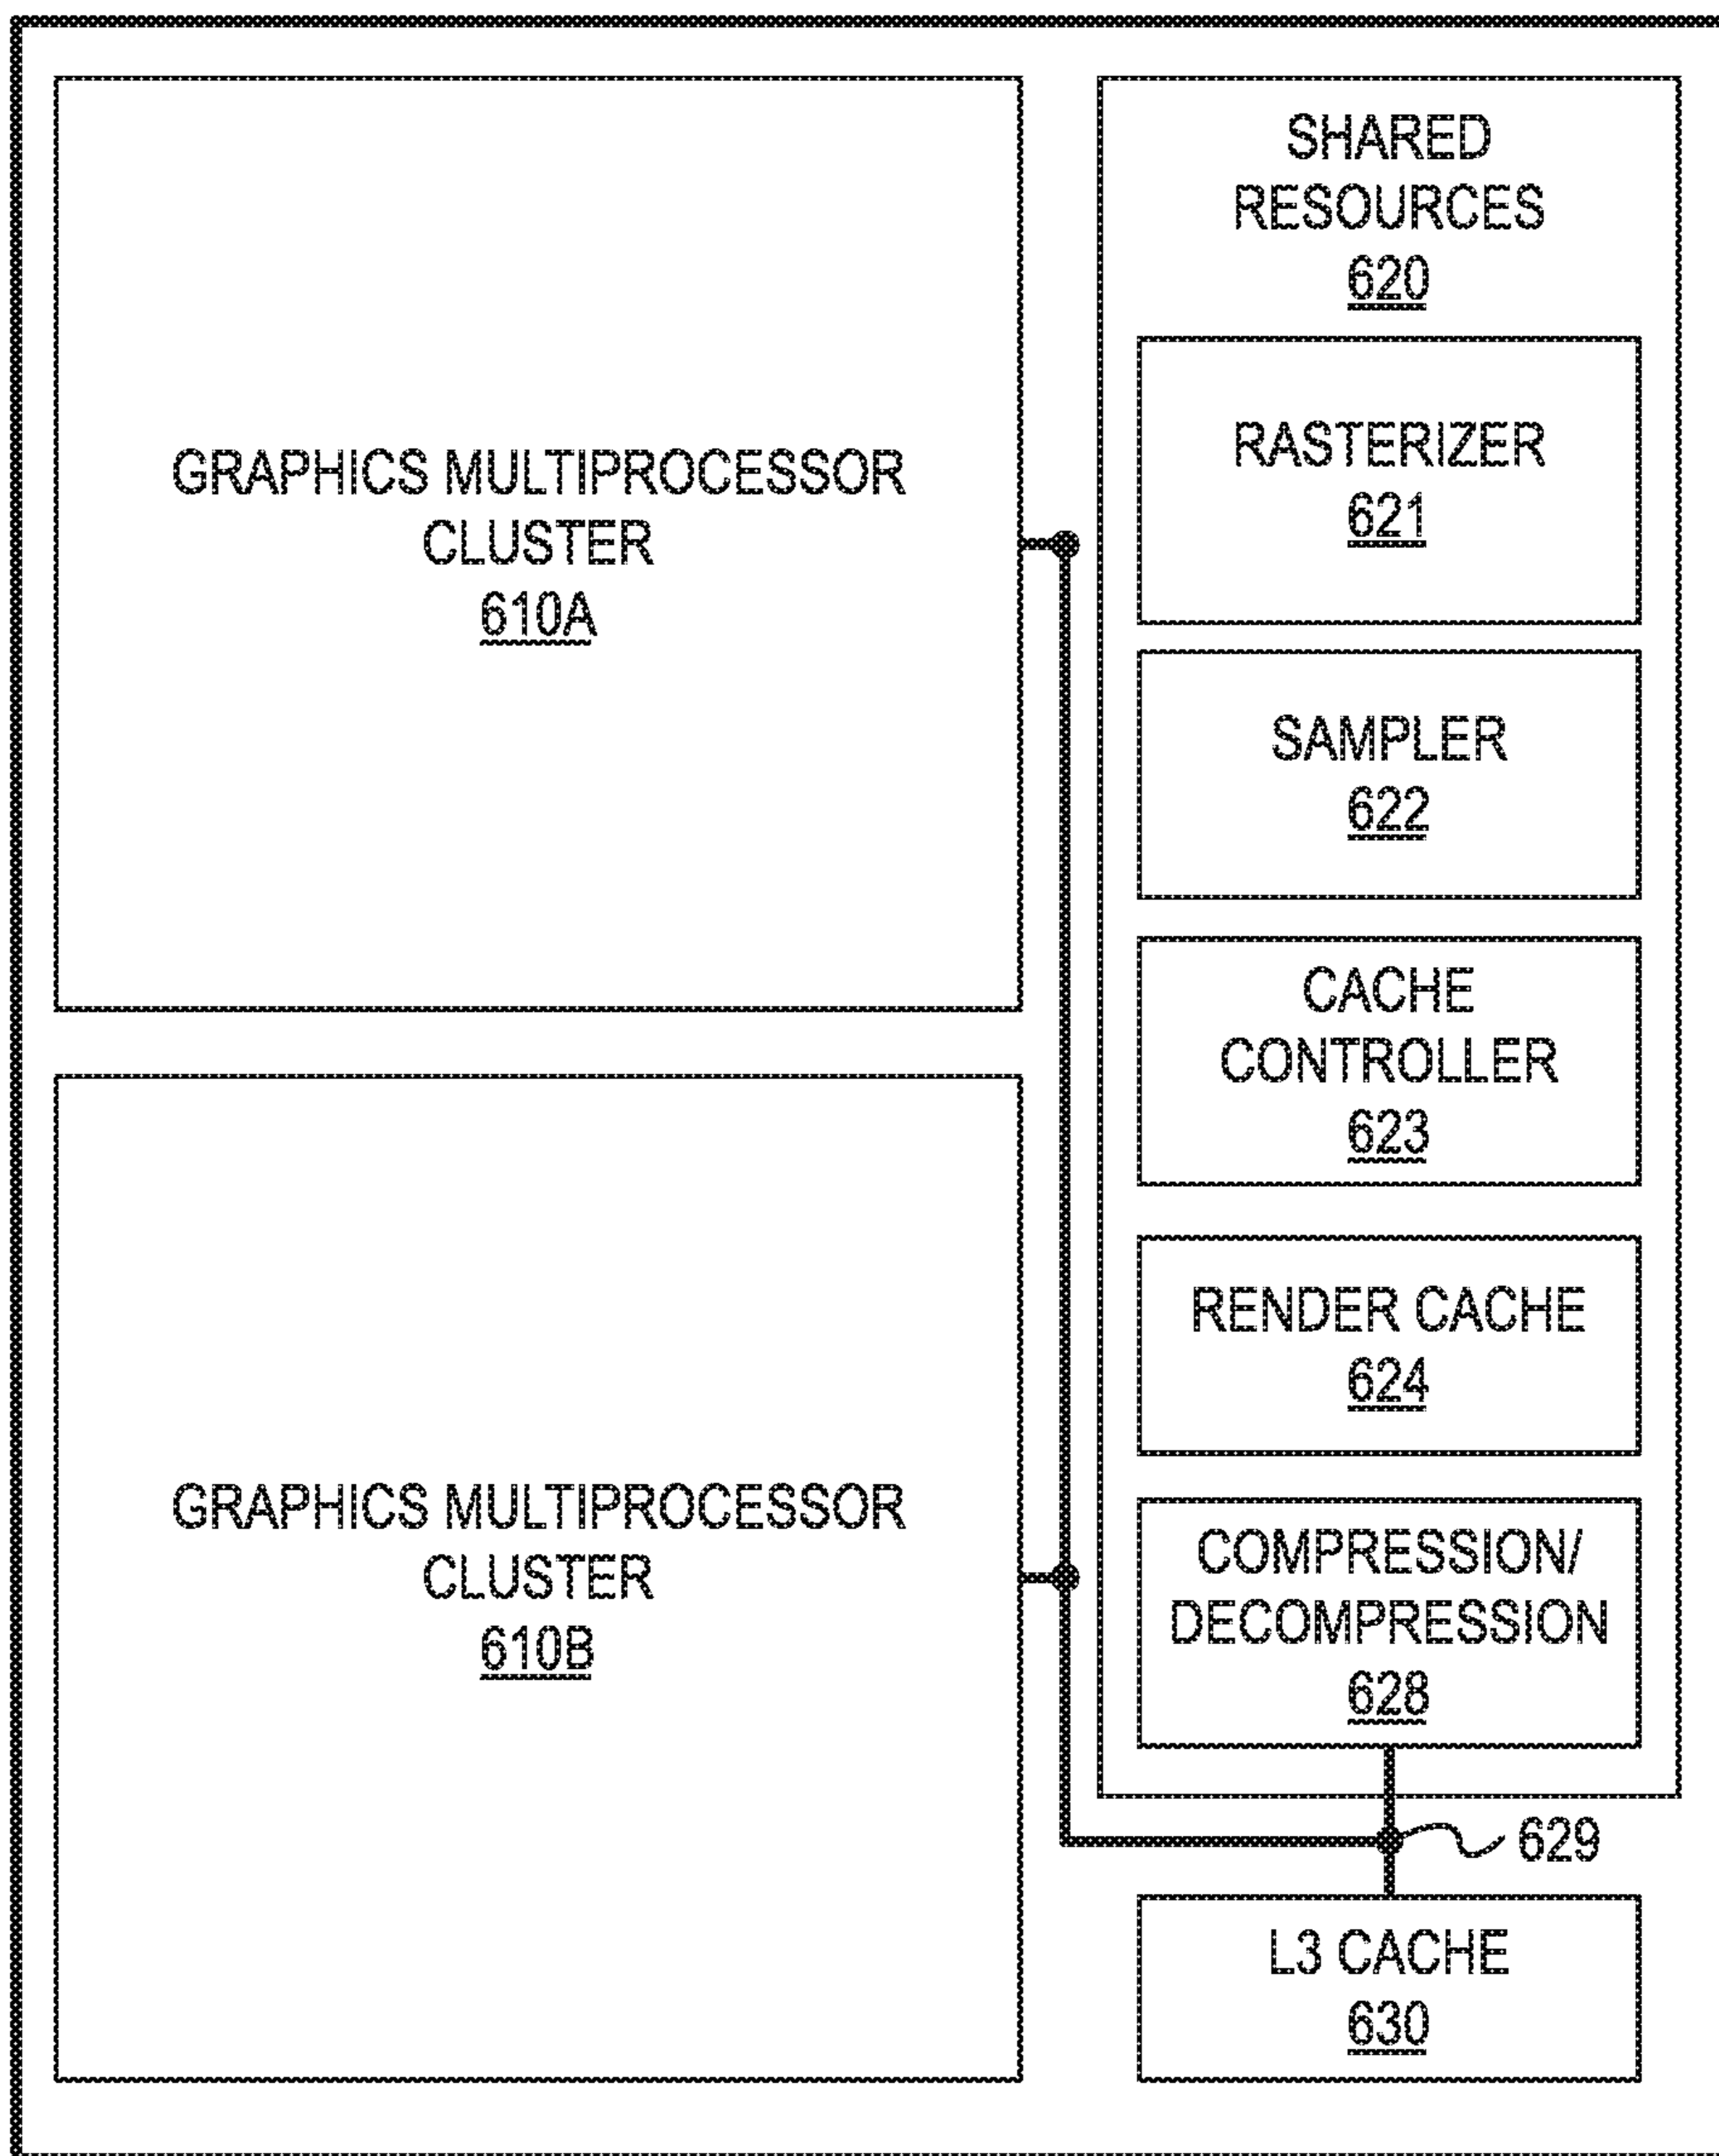 GRAPHICS MULTIPROCESSOR
CLUSTER
610A
GRAPHICS MULTIPROCESSOR
CLUSTER
610B
SHARED
RESOURCES
620
RASTERIZER
621
SAMPLER
622
CACHE
CONTROLLER
623
RENDER CACHE
624
COMPRESSION/
DECOMPRESSION
628
629
L3 CACHE
630